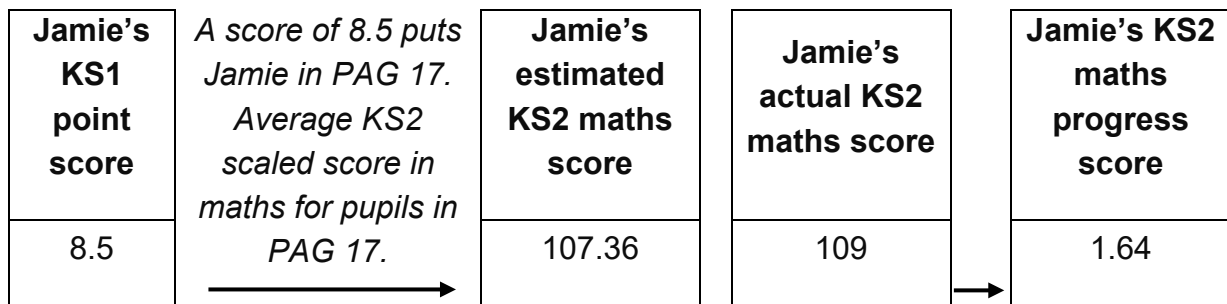 Jamie’s
KS1
point
score
8.5
A score of 8.5 puts
Jamie in PAG 17.
Average KS2
scaled score in
maths for pupils in
PAG 17.
Jamie’s
estimated
KS2 maths
score
107.36
Jamie’s
actual KS2
maths score
109
Jamie’s KS2
maths
progress
score
1.64